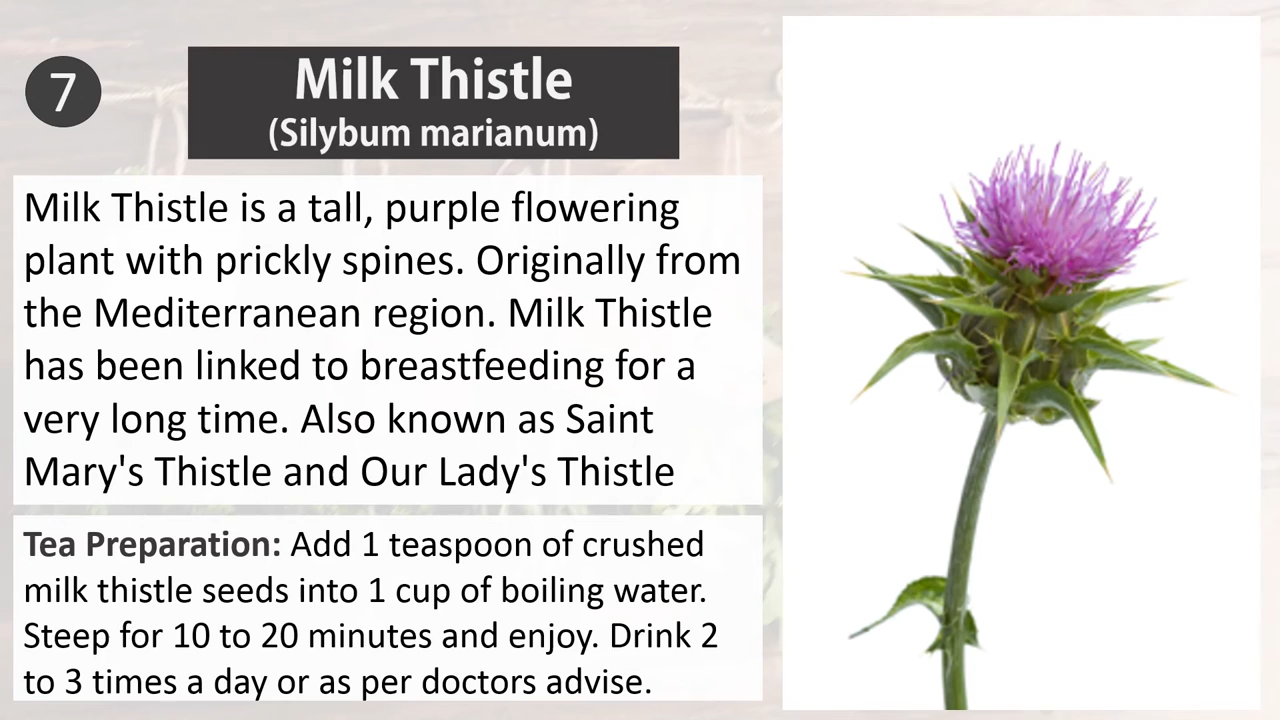 7
Milk Thistle
(Silybum marianum)
Milk Thistle is a tall, purple flowering
plant with prickly spines. Originally from
the Mediterranean region. Milk Thistle
has been linked to breastfeeding for a
very long time. Also known as Saint
Mary's Thistle and Our Lady's Thistle
Tea Preparation: Add 1 teaspoon of crushed
milk thistle seeds into 1 cup of boiling water.
Steep for 10 to 20 minutes and enjoy. Drink 2
to 3 times a day or as per doctors advise.